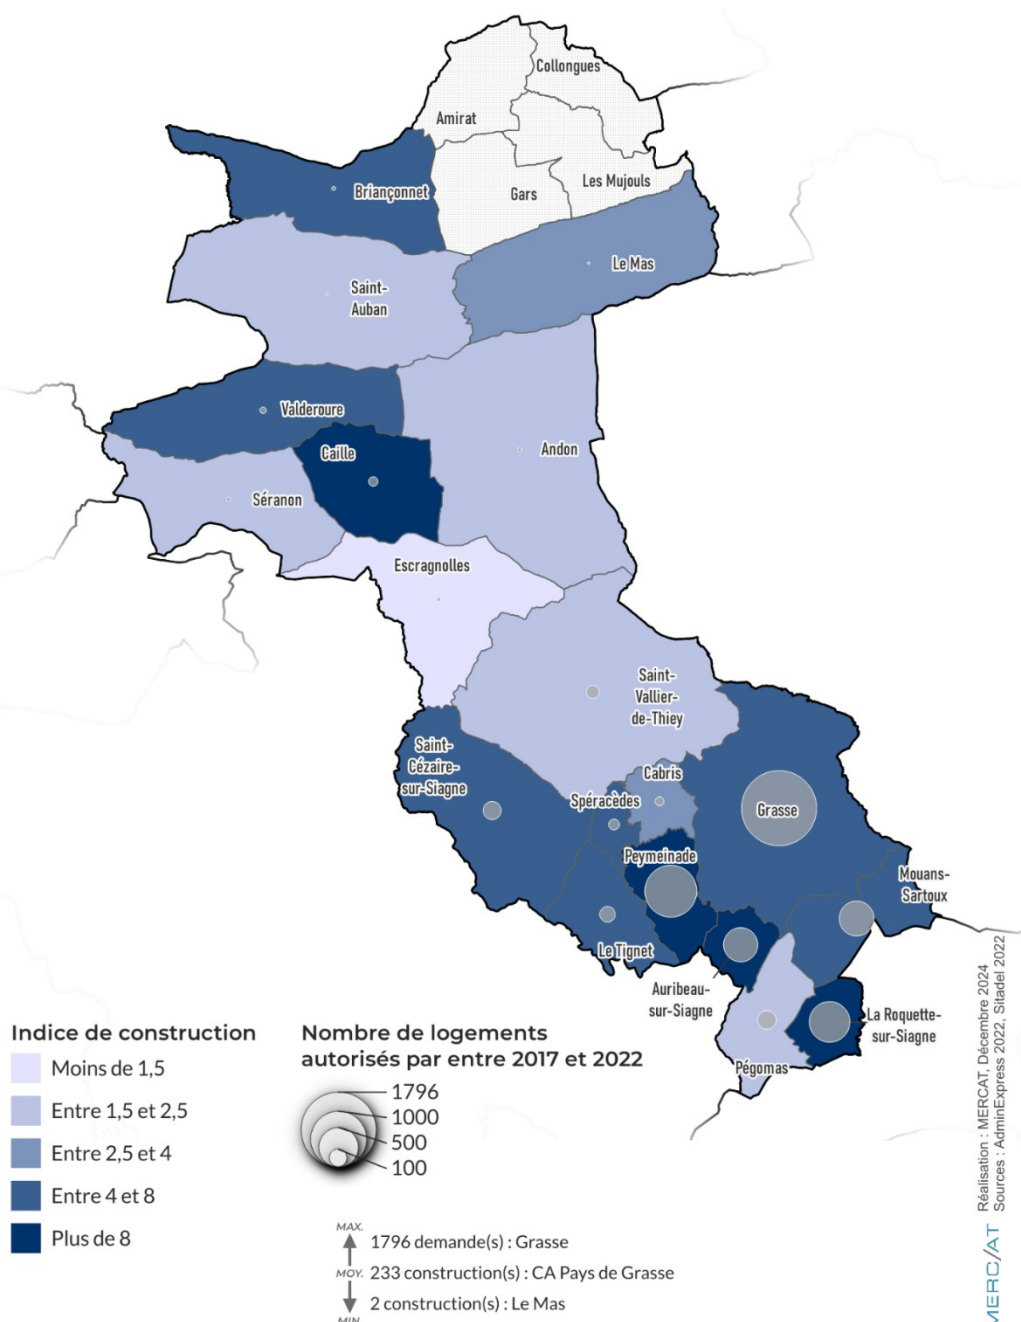 Collongues
Amirat
Les Mujouls
Gars
Briançonnet
Le Mas
Saint-
Auban
Valderoure
Andon
Caille
Séranon
Escragnolles
Saint-
Vallier-
de-Thiey
Saint-
Cézaire-
sur-Siagne
Cabris
Spéracèdes
Grasse
Peymeinade
Mouans-
Sartoux
Le Tignet
Auribeau-
sur-Siagne
La Roquette-
sur-Siagne
Pégomas
Indice de construction
Moins de 1,5
Entre 1,5 et 2,5
Entre 2,5 et 4
Entre 4 et 8
Plus de 8
Nombre de logements
autorisés par entre 2017 et 2022
1796
1000
500
100
MAX.
1796 demande(s) : Grasse
MOY. 233 construction(s) : CA Pays de Grasse
2 construction(s) : Le Mas
MIN.
MERC/AT
Réalisation : MERCAT, Décembre 2024
Sources : AdminExpress 2022, Sitadel 2022